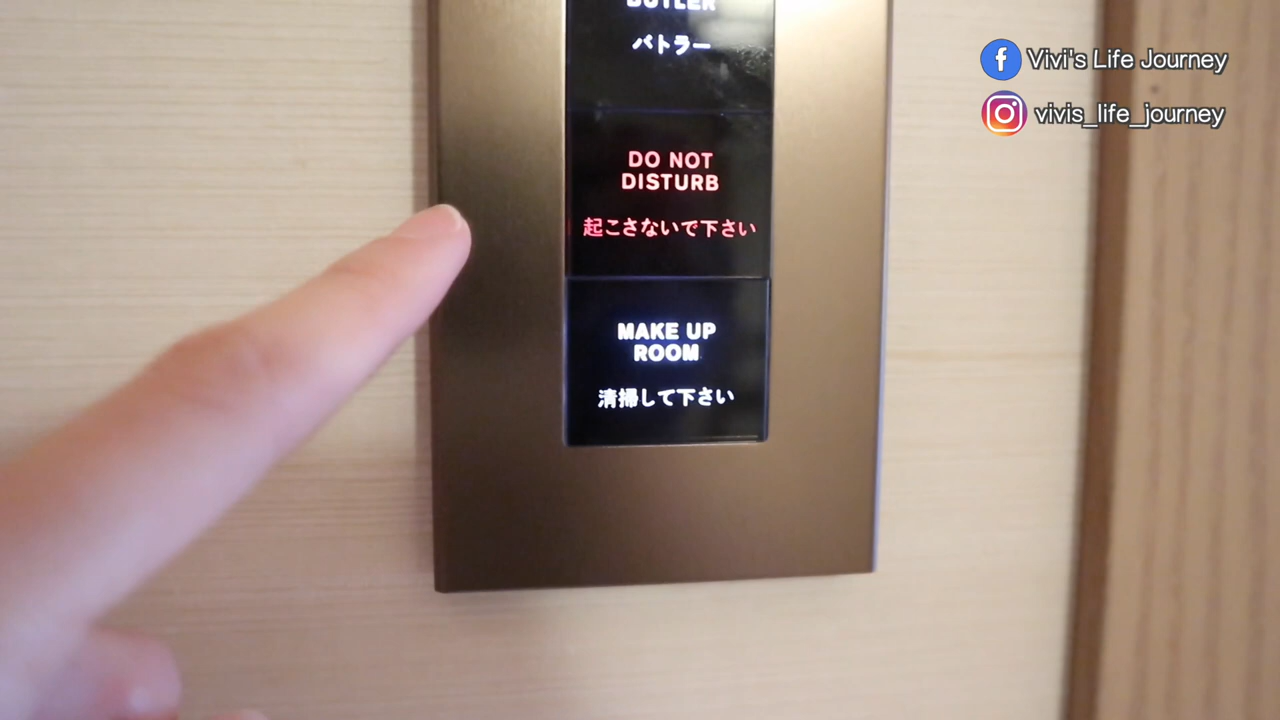 BUTLER
バトラー
DO NOT
DISTURB
起こさないで下さい
MAKE UP
ROOM
清掃して下さい
Vivi's Life Journey
vivis_life_journey